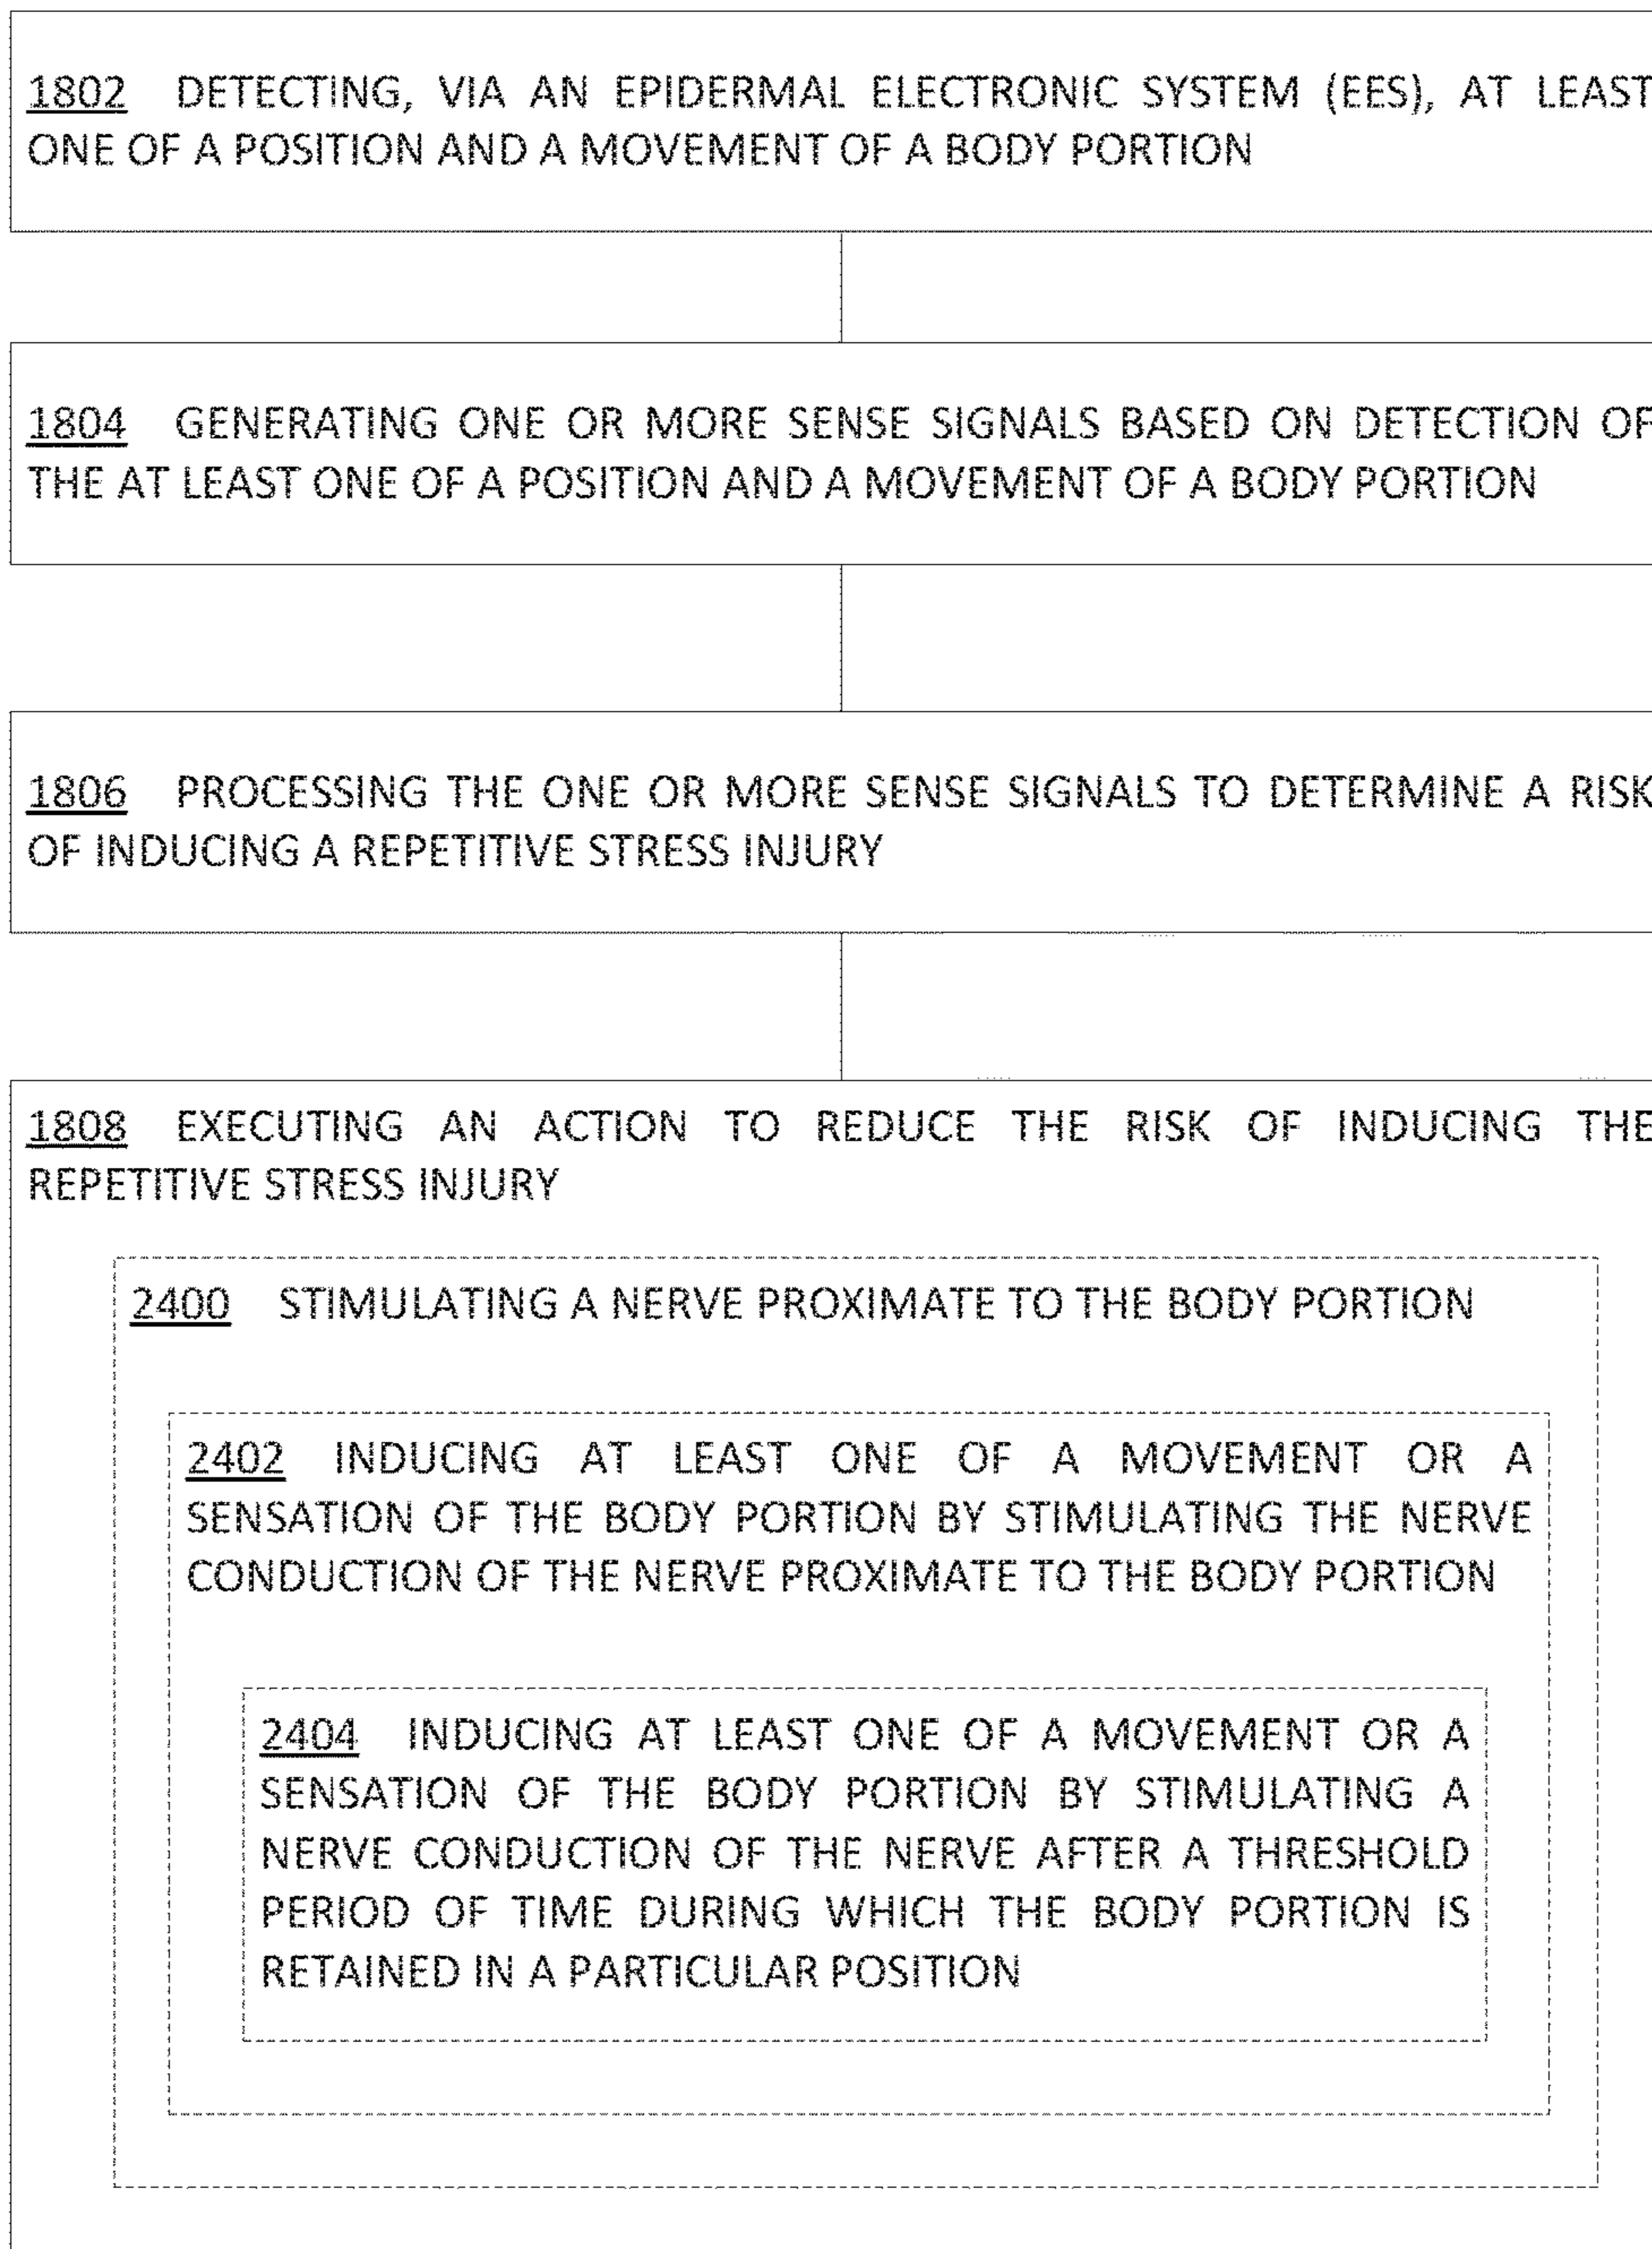 1802 DETECTING, VIA AN EPIDERMAL ELECTRONIC SYSTEM (EES), AT LEAST
ONE OF A POSITION AND A MOVEMENT OF A BODY PORTION
1804 GENERATING ONE OR MORE SENSE SIGNALS BASED ON DETECTION OF
THE AT LEAST ONE OF A POSITION AND A MOVEMENT OF A BODY PORTION
1806 PROCESSING THE ONE OR MORE SENSE SIGNALS TO DETERMINE A RISK
OF INDUCING A REPETITIVE STRESS INJURY
1808 EXECUTING AN ACTION TO REDUCE THE RISK OF INDUCING THE
REPETITIVE STRESS INJURY
2400 STIMULATING A NERVE PROXIMATE TO THE BODY PORTION
2402 INDUCING AT LEAST ONE OF A MOVEMENT OR A
SENSATION OF THE BODY PORTION BY STIMULATING THE NERVE
CONDUCTION OF THE NERVE PROXIMATE TO THE BODY PORTION
2404 INDUCING AT LEAST ONE OF A MOVEMENT OR A
SENSATION OF THE BODY PORTION BY STIMULATING A
NERVE CONDUCTION OF THE NERVE AFTER A THRESHOLD
PERIOD OF TIME DURING WHICH THE BODY PORTION IS
RETAINED IN A PARTICULAR POSITION